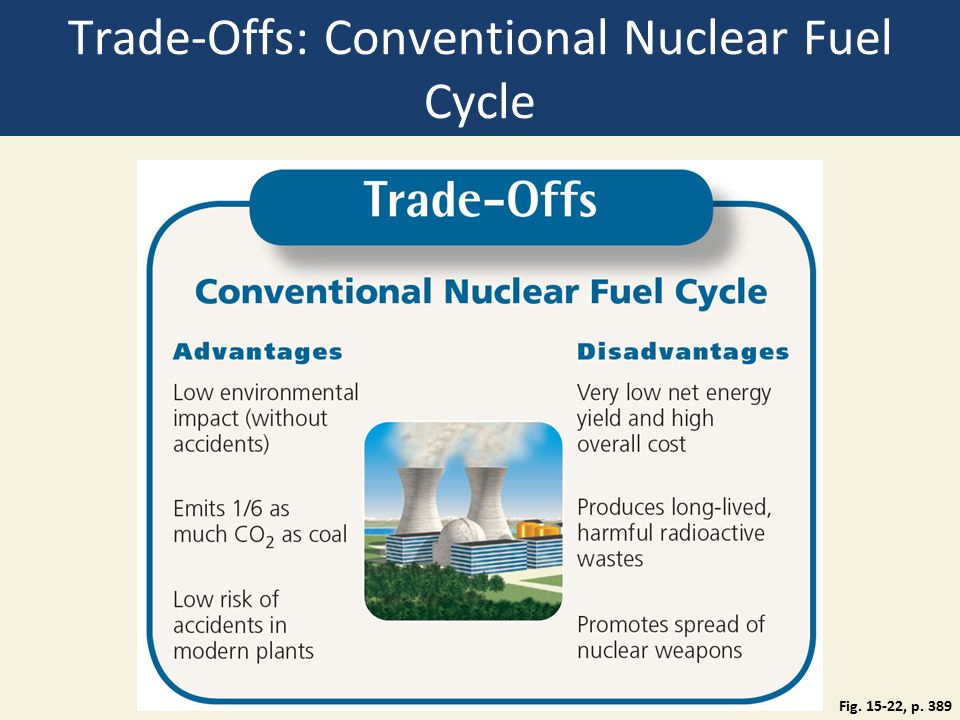 Trade-Offs: Conventional Nuclear Fuel
Cycle
Trade-Offs
Conventional Nuclear Fuel Cycle
Advantages
Low environmental
impact (without
accidents)
Emits 1/6 as
much CO₂ as coal
Low risk of
accidents in
modern plants
Disadvantages
Very low net energy
yield and high
overall cost
Produces long-lived,
harmful radioactive
wastes
Promotes spread of
nuclear weapons
Fig. 15-22, p. 389